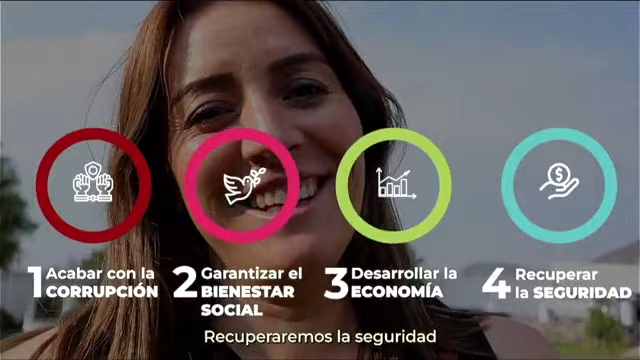 1 Acabar con la
CORRUPCIÓN
2 Garantizar el
BIENESTAR
SOCIAL
3 Desarrollar la
ECONOMÍA
4 Recuperar
la SEGURIDAD
Recuperaremos la seguridad
$